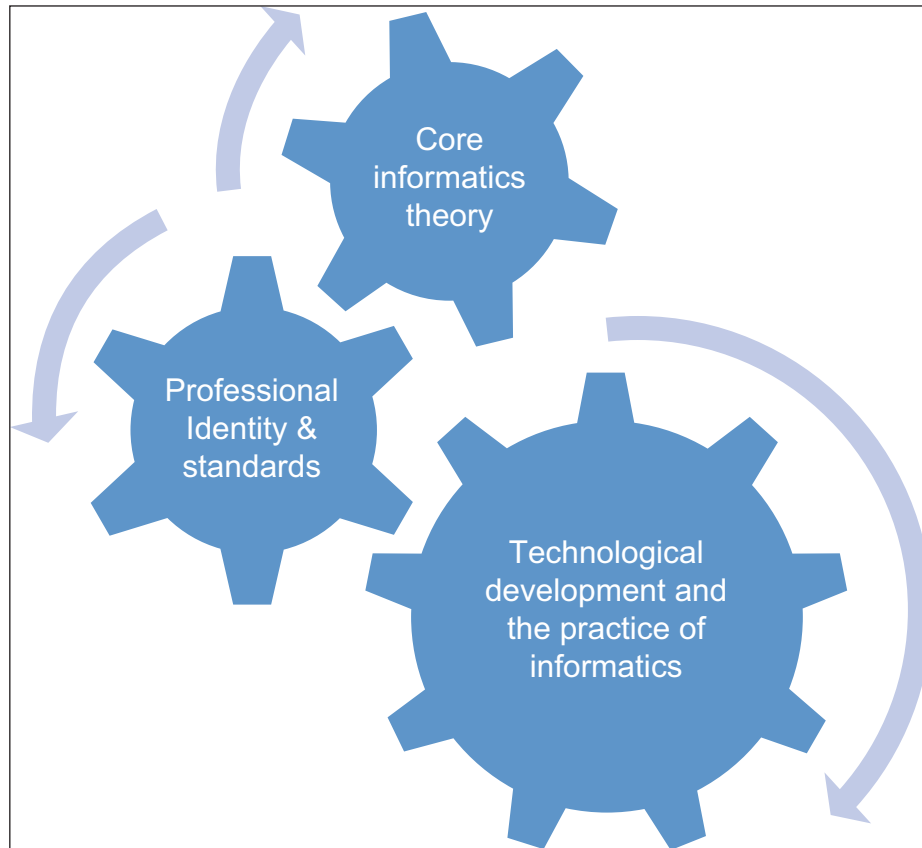 Core
informatics
theory
Professional
Identity &
standards
Technological
development and
the practice of
informatics